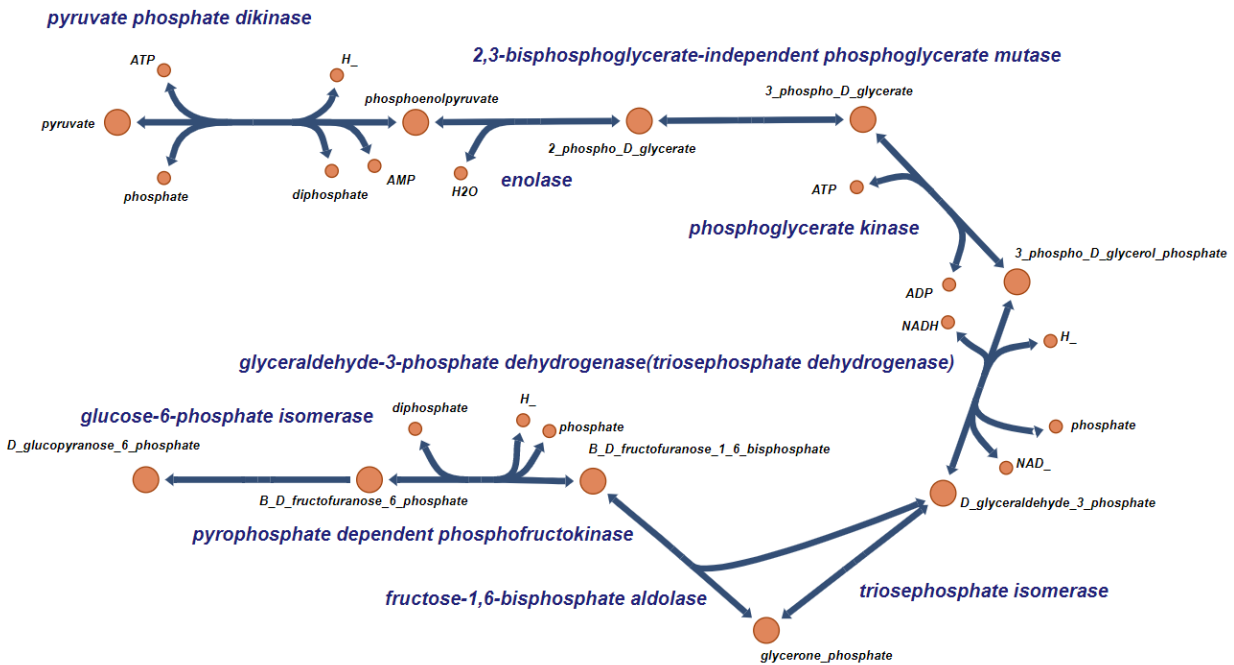 pyruvate phosphate dikinase
2,3-bisphosphoglycerate-independent phosphoglycerate mutase
ATP
H_
phosphoenolpyruvate
3_phospho_D_glycerate
pyruvate
2_phospho_D_glycerate
phosphate
diphosphate
AMP
H2O
enolase
ATP
phosphoglycerate kinase
3_phospho_D_glycerol_phosphate
ADP
NADH
H_
glyceraldehyde-3-phosphate dehydrogenase(triosephosphate dehydrogenase)
glucose-6-phosphate isomerase
diphosphate
H_
phosphate
phosphate
D_glucopyranose_6_phosphate
B_D_fructofuranose_1_6_bisphosphate
NAD_
B_D_fructofuranose_6_phosphate
D_glyceraldehyde_3_phosphate
pyrophosphate dependent phosphofructokinase
fructose-1,6-bisphosphate aldolase
triosephosphate isomerase
glycerone_phosphate